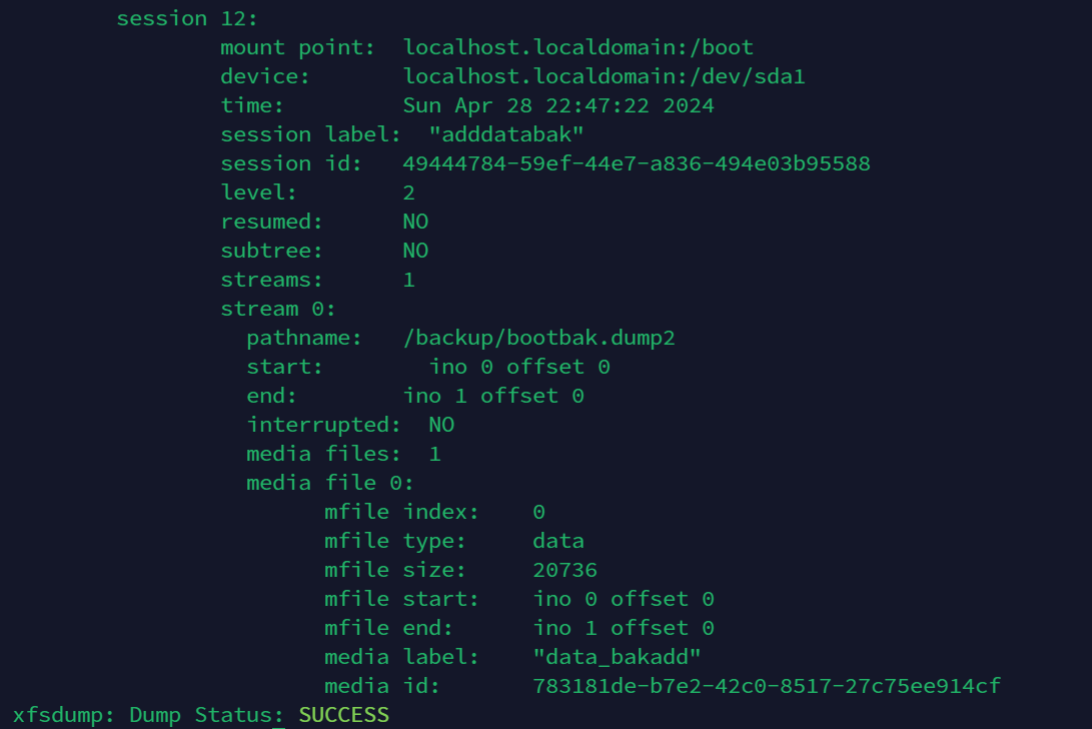 session 12:
mount point:  localhost.localdomain:/boot
device:       localhost.localdomain:/dev/sda1
time:         Sun Apr 28 22:47:22 2024
session label:  "adddatabak"
session id:   49444784-59ef-44e7-a836-494e03b95588
level:        2
resumed:      NO
subtree:      NO
streams:      1
stream 0:
pathname:   /backup/bootbak.dump2
start:        ino 0 offset 0
end:        ino 1 offset 0
interrupted:  NO
media files:  1
media file 0:
mfile index:    0
mfile type:     data
mfile size:     20736
mfile start:    ino 0 offset 0
mfile end:      ino 1 offset 0
media label:    "data_bakadd"
media id:       783181de-b7e2-42c0-8517-27c75ee914cf
xfsdump: Dump Status: SUCCESS